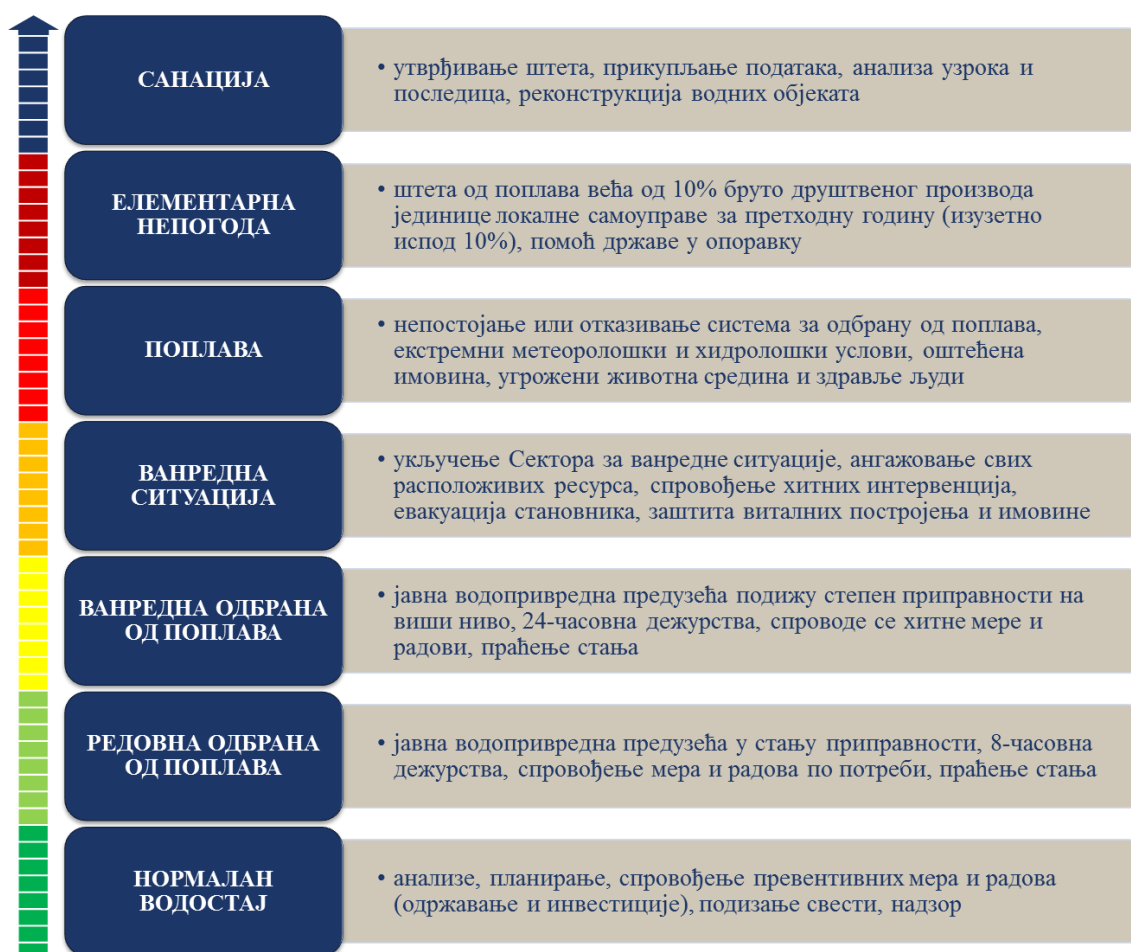 САНАЦИЈА
• утврђивање штета, прикупљање података, анализа узрока и
последица, реконструкција водних објеката
ЕЛЕМЕНТАРНА
НЕПОГОДА
• штета од поплава већа од 10% бруто друштвеног производа
јединице локалне самоуправе за претходну годину (изузетно
испод 10%), помоћ државе у опоравку
ПОПЛАВА
• непостојање или отказивање система за одбрану од поплава,
екстремни метеоролошки и хидролошки услови, оштећена
имовина, угрожени животна средина и здравље људи
ВАНРЕДНА
СИТУАЦИЈА
• укључење Сектора за ванредне ситуације, ангажовање свих
расположивих ресурса, спровођење хитних интервенција,
евакуација становника, заштита виталних постројења и имовине
ВАНРЕДНА ОДБРАНА
ОД ПОПЛАВА
• јавна водопривредна предузећа подижу степен приправности на
виши ниво, 24-часовна дежурства, спроводе се хитне мере и
радови, праћење стања
РЕДОВНА ОДБРАНА
ОД ПОПЛАВА
• јавна водопривредна предузећа у стању приправности, 8-часовна
дежурства, спровођење мера и радова по потреби, праћење стања
НОРМАЛАН
ВОДОСТАЈ
• анализе, планирање, спровођење превентивних мера и радова
(одржавање и инвестиције), подизање свести, надзор